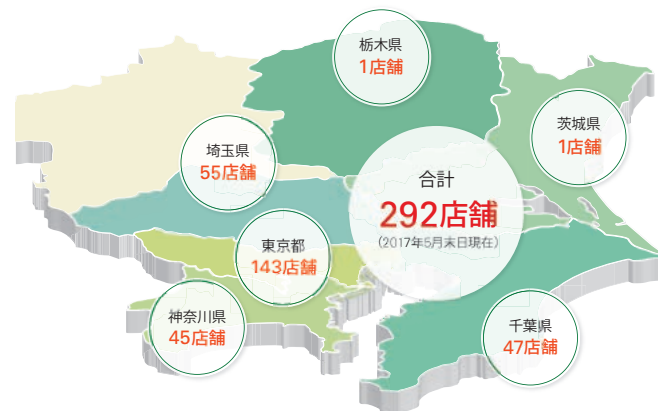 栃木県
1店舗
茨城県
1店舗
埼玉県
55店舗
合計
292店舗
(2017年5月末日現在)
東京都
143店舗
神奈川県
45店舗
千葉県
47店舗